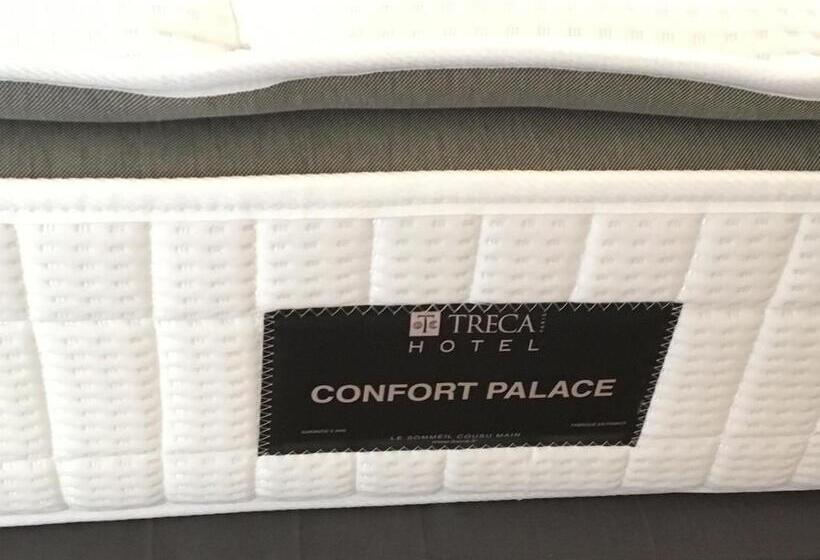 TRECA
HOTEL
CONFORT PALACE
LE SOMMEIL COUSU MAIN